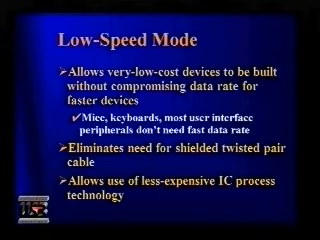 Low-Speed Mode
➢Allows very-low-cost devices to be built
without compromising data rate for
faster devices
✓Mice, keyboards, most user interface
peripherals don't need fast data rate
➢Eliminates need for shielded twisted pair
cable
➢Allows use of less-expensive IC process
technology